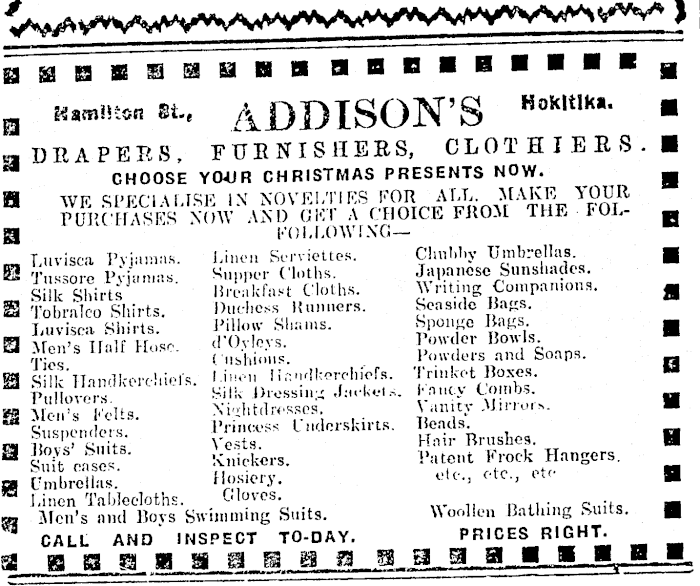 Hamilton St., ADDISON'S Hokitika.
DRAPERS, FURNISHERS, CLOTHIERS.
CHOOSE YOUR CHRISTMAS PRESENTS NOW.
WE SPECIALISE IN NOVELTIES FOR ALL. MAKE YOUR
PURCHASES NOW AND GET A CHOICE FROM THE FOL-
FOLLOWING—
Luvisca Pyjamas.
Tussore Pyjamas.
Silk Shirts
Tobralco Shirts.
Luvisca Shirts.
Men's Half Hose.
Ties.
Silk Handkerchiefs.
Pullovers.
Men's Felts.
Suspenders.
Boys' Suits.
Suit cases.
Umbrellas.
Linen Tablecloths.
Linen Serviettes.
Supper Cloths.
Breakfast Cloths.
Duchess Runners.
Pillow Shams.
d'Oyleys.
Cushions.
Linen Handkerchiefs.
Silk Dressing Jackets.
Nightdresses,
Princess Underskirts.
Vests.
Knickers.
Hosiery.
Gloves.
Chubby Umbrellas.
Japanese Sunshades.
Writing Companions.
Seaside Bags.
Sponge Bags.
Powder Bowls.
Powders and Soaps.
Trinket Boxes.
Fancy Combs.
Vanity Mirrors.
Beads.
Hair Brushes.
Patent Frock Hangers.
etc., etc., etc
Men's and Boys Swimming Suits.
Woollen Bathing Suits.
CALL AND INSPECT TO-DAY.
PRICES RIGHT.